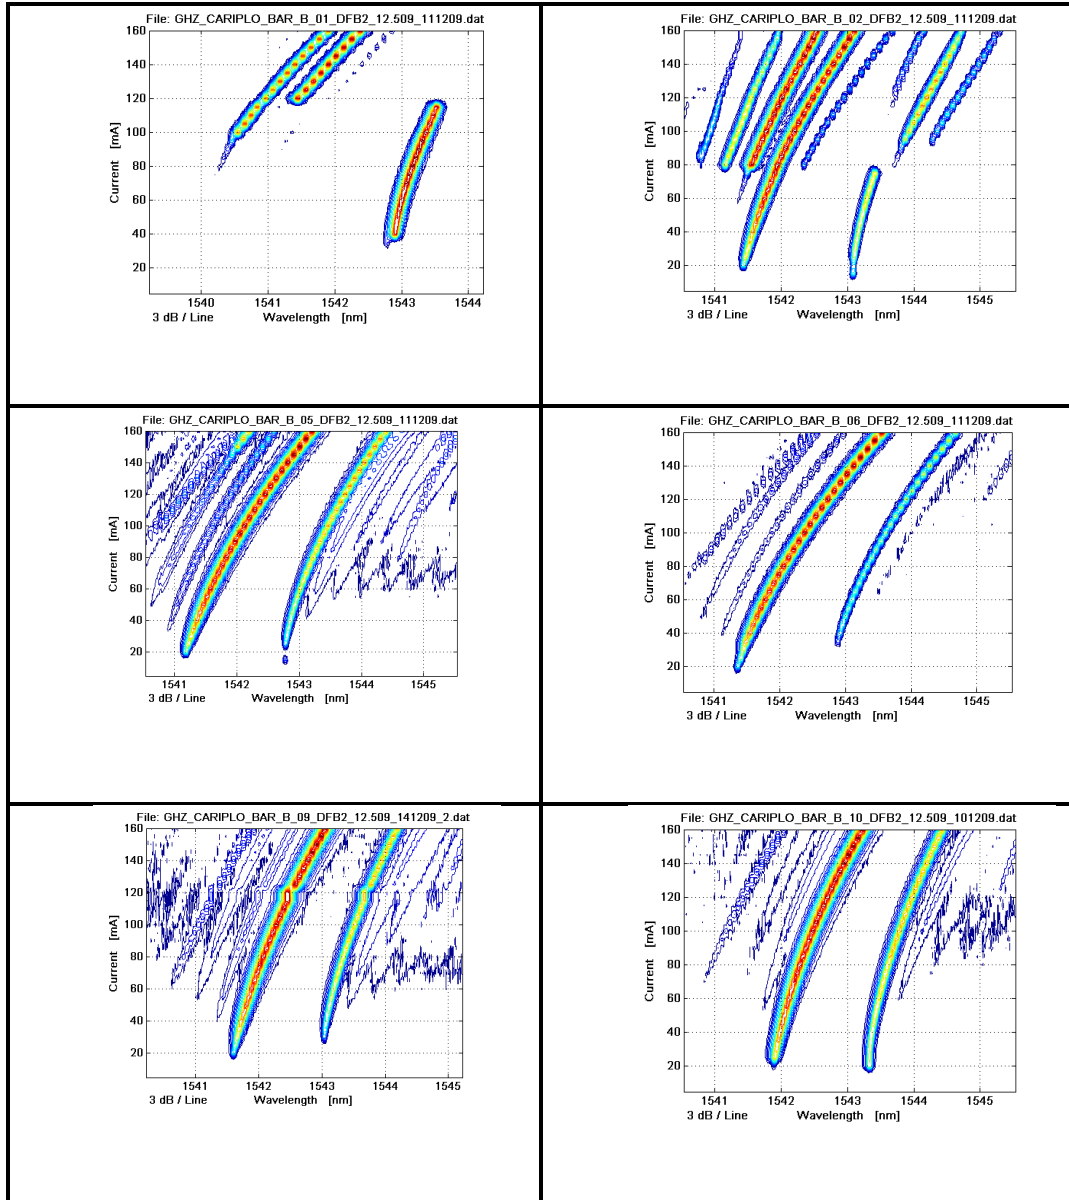 File: GHZ_CARIPLO_BAR_B_01_DFB2_12.509_111209.dat
160
140
120
100
80
60
40
20
Current [mA]
1540 1541 1542 1543 1544
3 dB / Line Wavelength [nm]
File: GHZ_CARIPLO_BAR_B_02_DFB2_12.509_111209.dat
160
140
120
100
80
60
40
20
Current [mA]
1541 1542 1543 1544 1545
3 dB / Line Wavelength [nm]
File: GHZ_CARIPLO_BAR_B_05_DFB2_12.509_111209.dat
160
140
120
100
80
60
40
20
Current [mA]
1541 1542 1543 1544 1545
3 dB / Line Wavelength [nm]
File: GHZ_CARIPLO_BAR_B_06_DFB2_12.509_111209.dat
160
140
120
100
80
60
40
20
Current [mA]
1541 1542 1543 1544 1545
3 dB / Line Wavelength [nm]
File: GHZ_CARIPLO_BAR_B_09_DFB2_12.509_141209_2.dat
160
140
120
100
80
60
40
20
Current [mA]
1541 1542 1543 1544 1545
3 dB / Line Wavelength [nm]
File: GHZ_CARIPLO_BAR_B_10_DFB2_12.509_101209.dat
160
140
120
100
80
60
40
20
Current [mA]
1541 1542 1543 1544 1545
3 dB / Line Wavelength [nm]